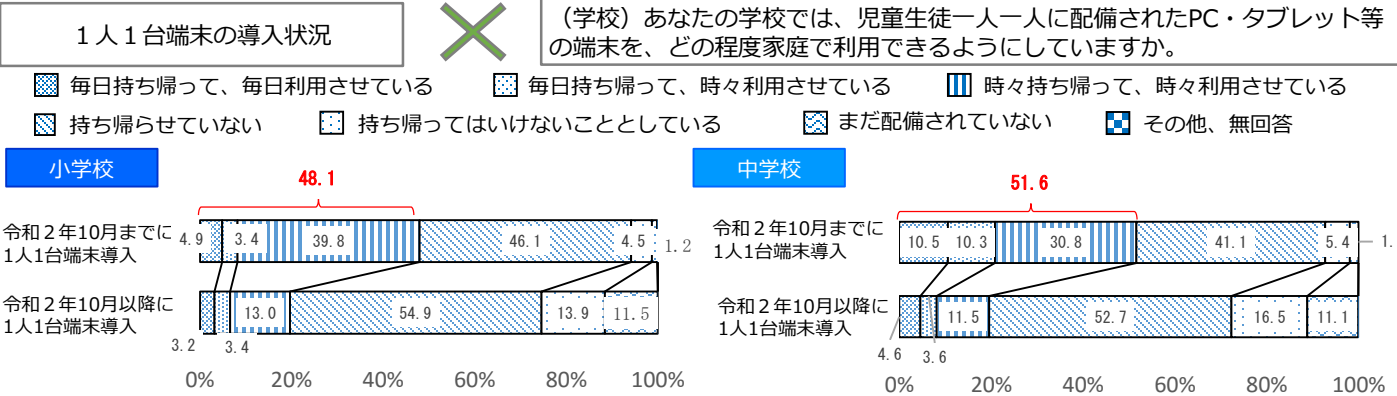 １人１台端末の導入状況
（学校）あなたの学校では、児童生徒一人一人に配備されたPC・タブレット等
の端末を、どの程度家庭で利用できるようにしていますか。
毎日持ち帰って、毎日利用させている
毎日持ち帰って、時々利用させている
時々持ち帰って、時々利用させている
持ち帰らせていない
持ち帰ってはいけないこととしている
まだ配備されていない
その他、無回答
小学校
48.1
令和２年10月までに
1人1台端末導入
4.9 3.4 39.8 46.1 4.5 1.2
令和２年10月以降に
1人1台端末導入
13.0 54.9 13.9 11.5
3.2 3.4
0% 20% 40% 60% 80% 100%
中学校
51.6
令和２年10月までに
1人1台端末導入
10.5 10.3 30.8 41.1 5.4 1.
令和２年10月以降に
1人1台端末導入
11.5 52.7 16.5 11.1
4.6 3.6
0% 20% 40% 60% 80% 100%